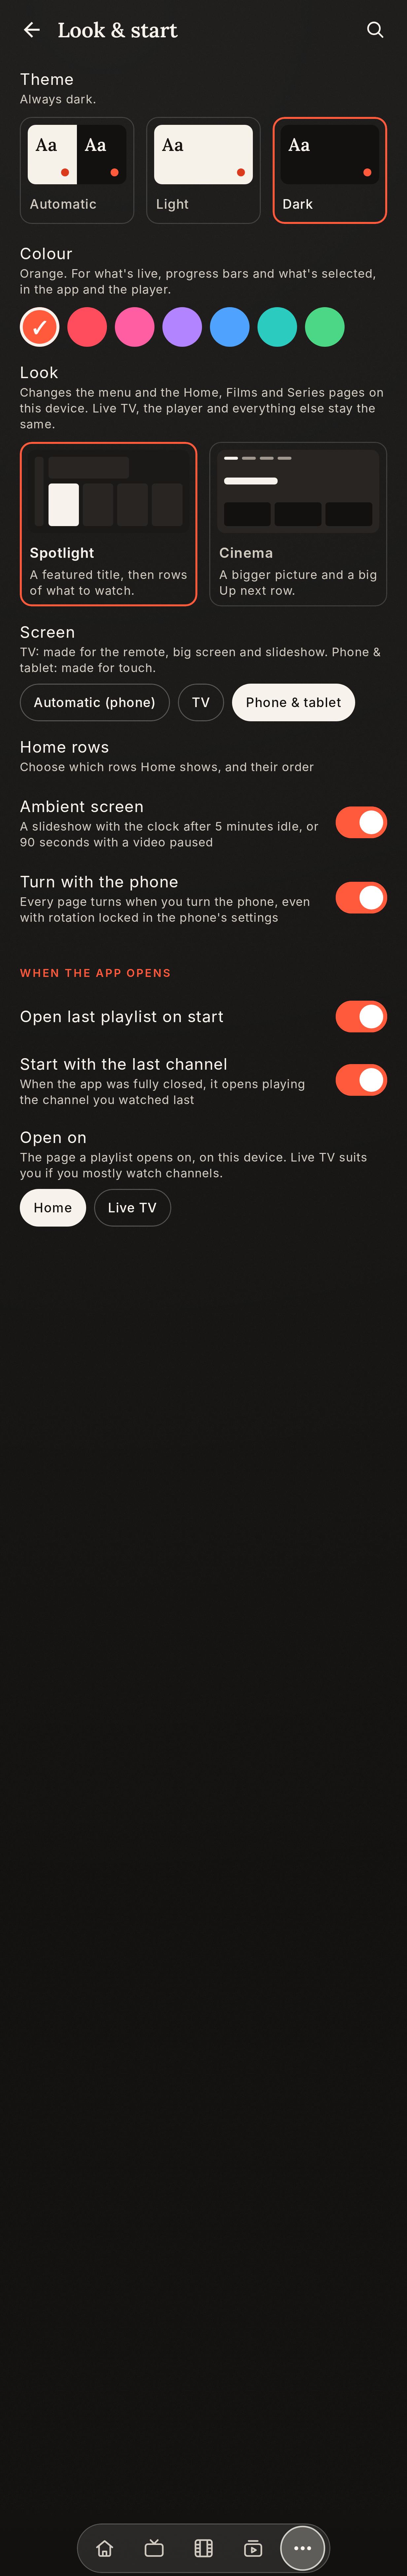 Look & start
Theme
Always dark.
Aa
Aa
Aa
Aa
Automatic
Light
Dark
Colour
Orange. For what's live, progress bars and what's selected,
in the app and the player.
Look
Changes the menu and the Home, Films and Series pages on
this device. Live TV, the player and everything else stay the
same.
Spotlight
A featured title, then rows
of what to watch.
Cinema
A bigger picture and a big
Up next row.
Screen
TV: made for the remote, big screen and slideshow. Phone &
tablet: made for touch.
Automatic (phone)
TV
Phone & tablet
Home rows
Choose which rows Home shows, and their order
Ambient screen
A slideshow with the clock after 5 minutes idle, or
90 seconds with a video paused
Turn with the phone
Every page turns when you turn the phone, even
with rotation locked in the phone's settings
WHEN THE APP OPENS
Open last playlist on start
Start with the last channel
When the app was fully closed, it opens playing
the channel you watched last
Open on
The page a playlist opens on, on this device. Live TV suits
you if you mostly watch channels.
Home
Live TV